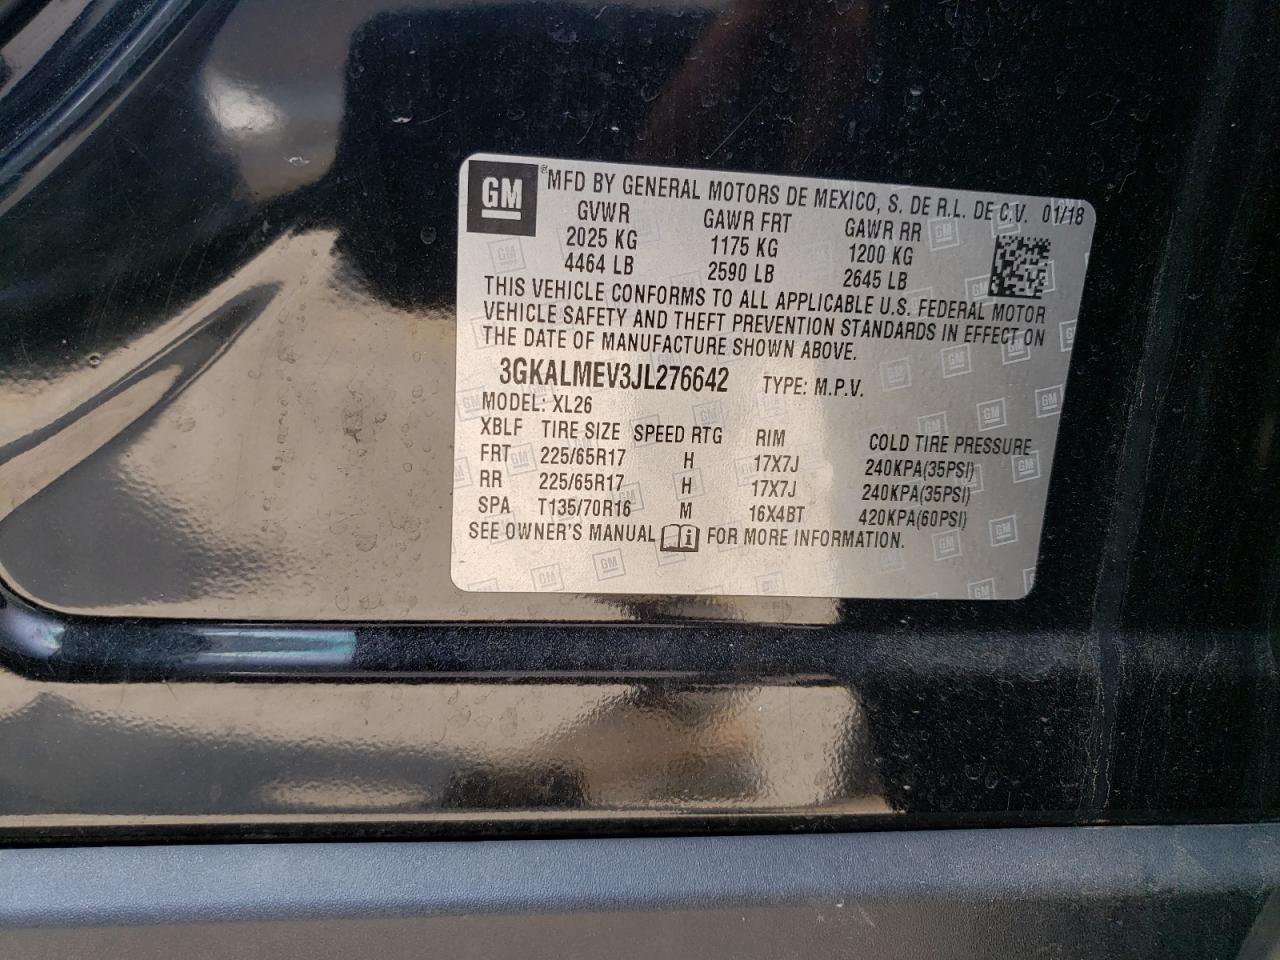 GM ® MFD BY GENERAL MOTORS DE MEXICO, S. DE R.L. DE C.V. 01/18
GVWR GAWR FRT GAWR RR
2025 KG 1175 KG 1200 KG
4464 LB 2590 LB 2645 LB
THIS VEHICLE CONFORMS TO ALL APPLICABLE U.S. FEDERAL MOTOR
VEHICLE SAFETY AND THEFT PREVENTION STANDARDS IN EFFECT ON
THE DATE OF MANUFACTURE SHOWN ABOVE.
3GKALMEV3JL276642 TYPE: M.P.V.
MODEL: XL26
XBLF TIRE SIZE SPEED RTG RIM COLD TIRE PRESSURE
FRT 225/65R17 H 17X7J 240KPA(35PSI)
RR 225/65R17 H 17X7J 240KPA(35PSI)
SPA T135/70R16 M 16X4BT 420KPA(60PSI)
SEE OWNER'S MANUAL FOR MORE INFORMATION.